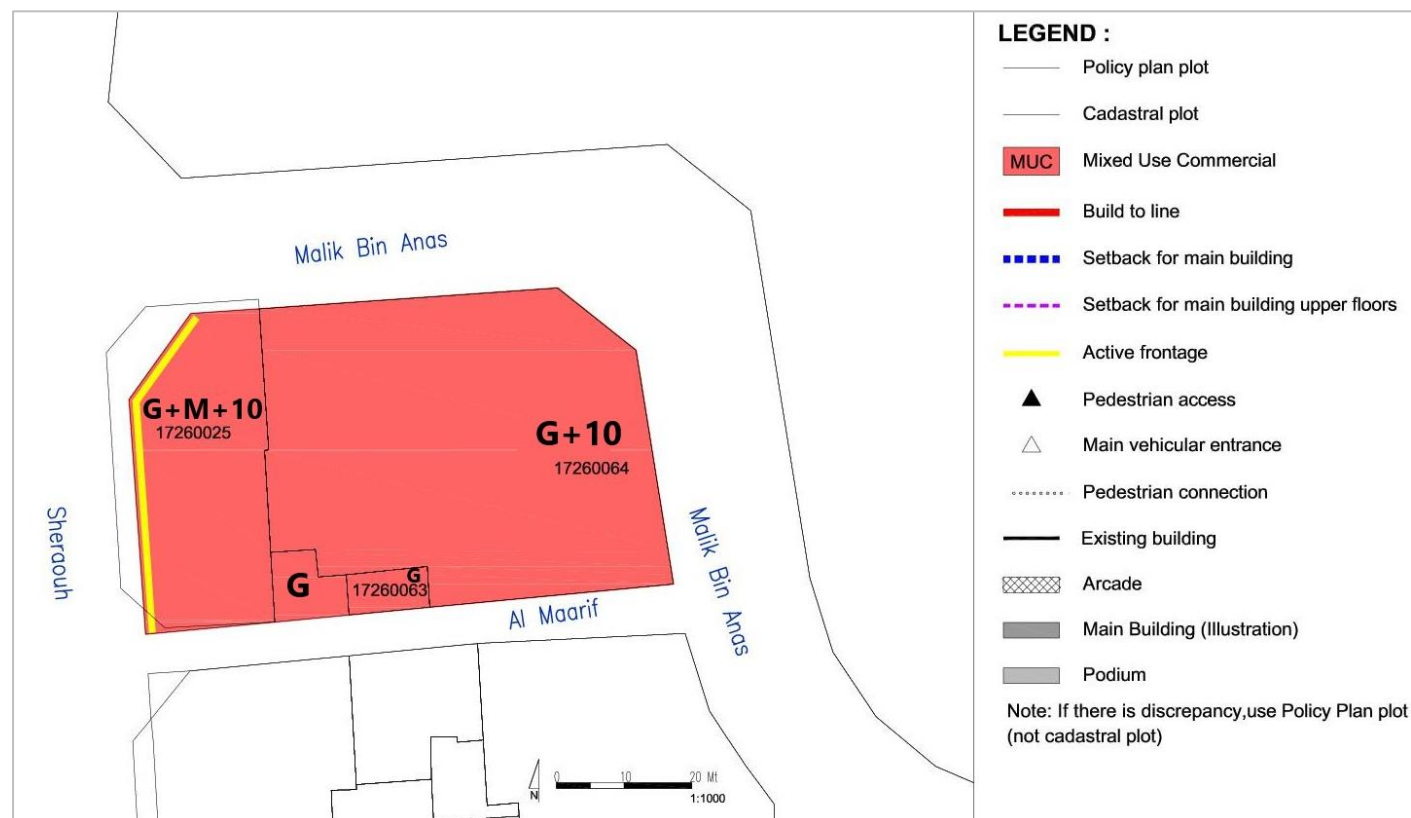 Malik Bin Anas
G+M+10
17260025
G+10
17260064
Sheraouh
G
G
17260063
Al Maarif
Malik Bin Anas
N
0 10 20 Mt
1:1000
LEGEND :
Policy plan plot
Cadastral plot
MUC Mixed Use Commercial
Build to line
Setback for main building
Setback for main building upper floors
Active frontage
Pedestrian access
Main vehicular entrance
Pedestrian connection
Existing building
Arcade
Main Building (Illustration)
Podium
Note: If there is discrepancy,use Policy Plan plot
(not cadastral plot)